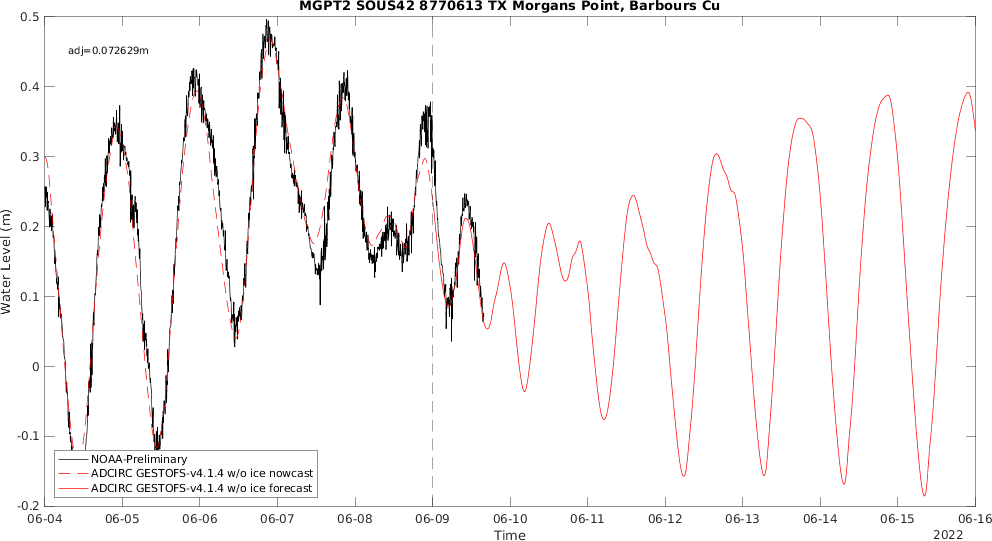 MGPT2 SOUS42 8770613 TX Morgans Point, Barbours Cu
adj=0.072629m
0.5
0.4
0.3
0.2
0.1
0
-0.1
-0.2
Water Level (m)
NOAA-Preliminary
ADCIRC GESTOFS-v4.1.4 w/o ice nowcast
ADCIRC GESTOFS-v4.1.4 w/o ice forecast
06-04 06-05 06-06 06-07 06-08 06-09 06-10 06-11 06-12 06-13 06-14 06-15 06-16
Time
2022